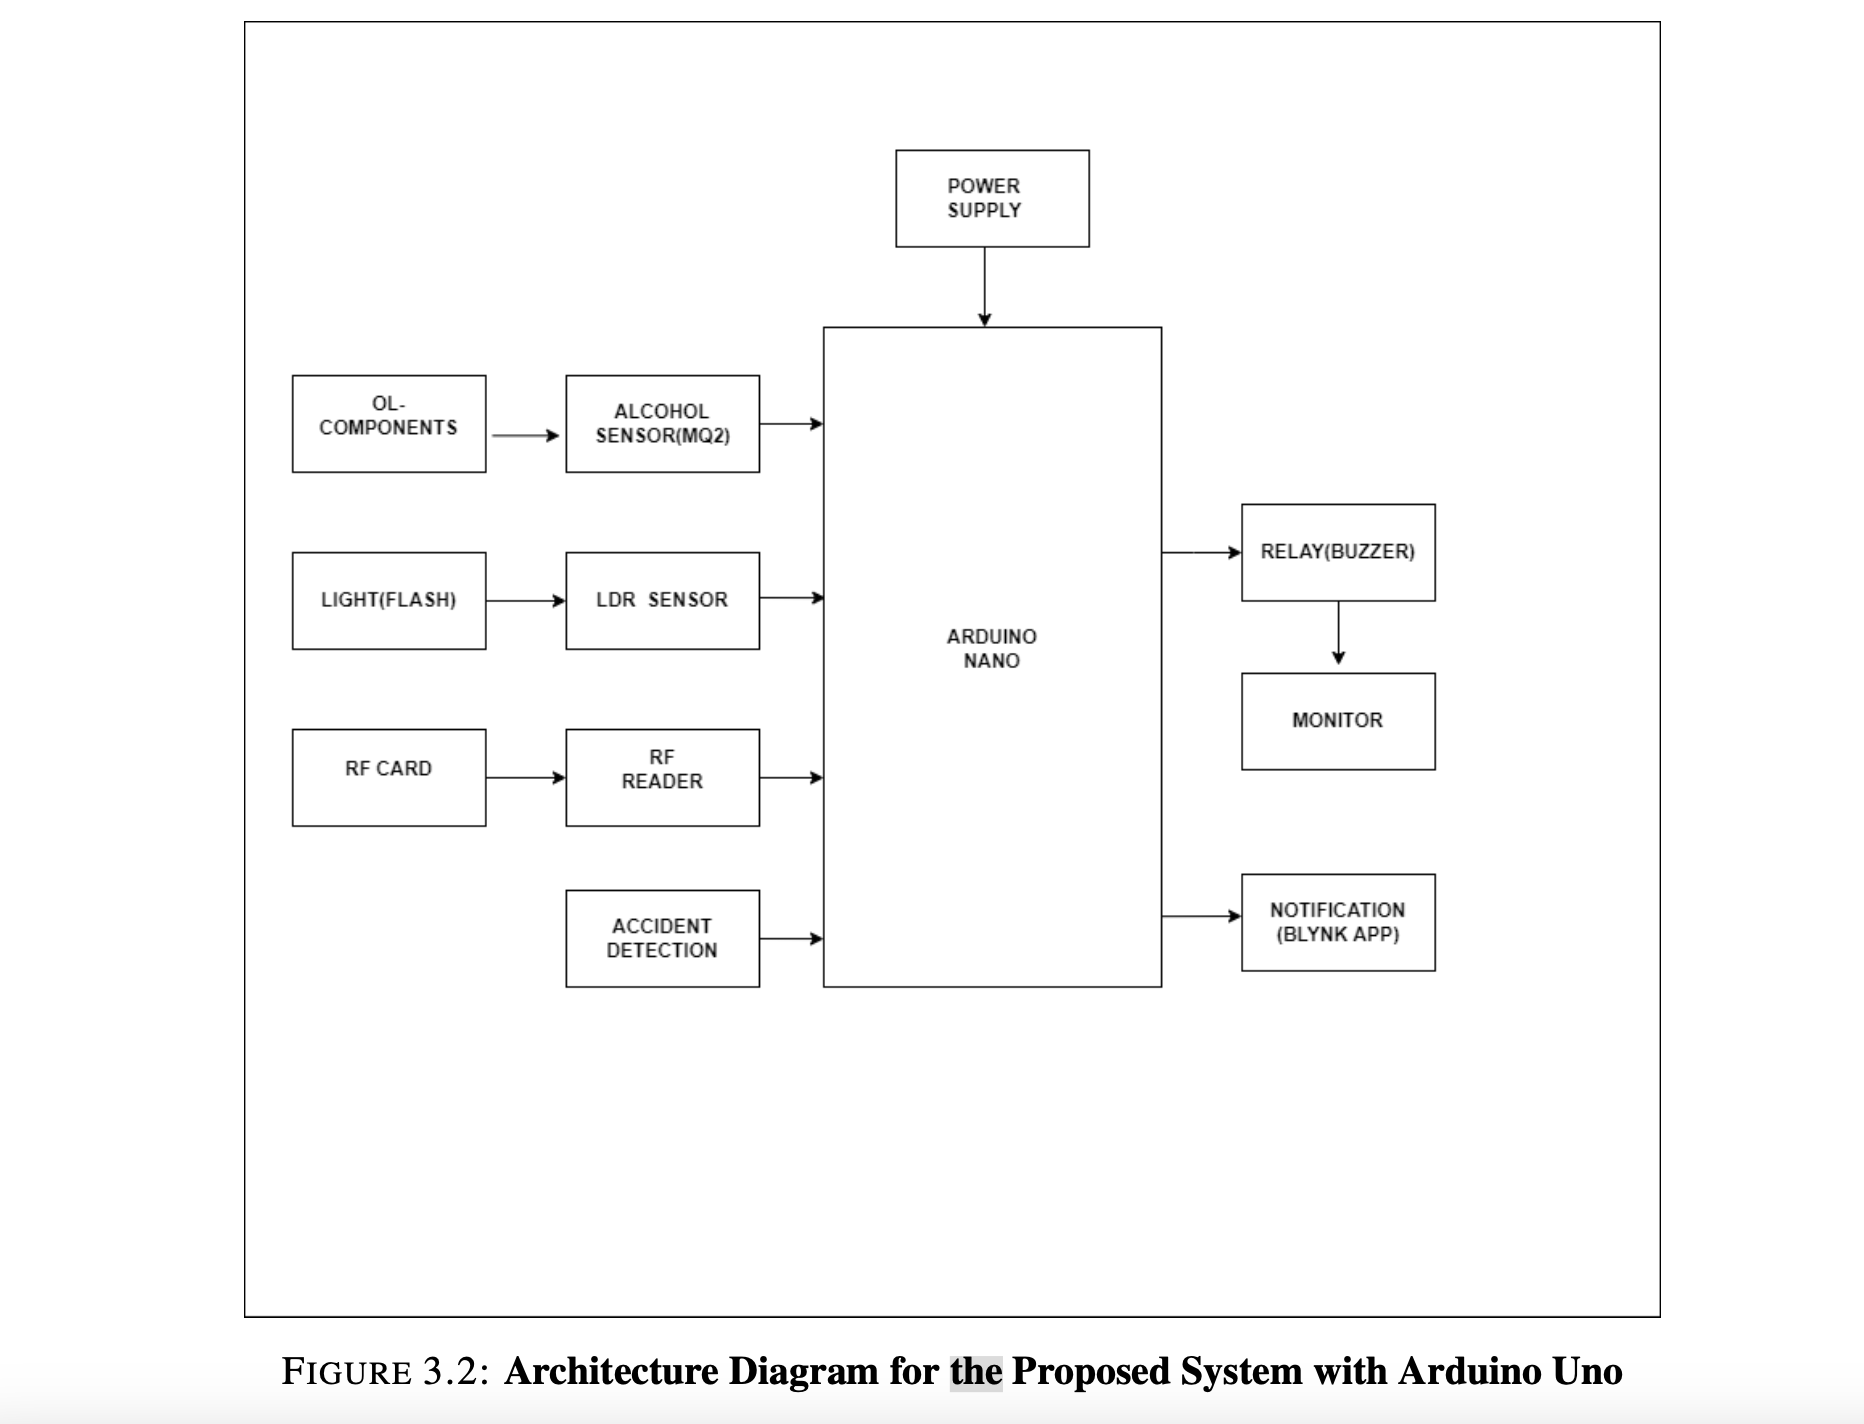 POWER
SUPPLY
OL-
COMPONENTS
ALCOHOL
SENSOR(MQ2)
LIGHT(FLASH)
LDR SENSOR
RF CARD
RF
READER
ACCIDENT
DETECTION
ARDUINO
NANO
RELAY(BUZZER)
MONITOR
NOTIFICATION
(BLYNK APP)
FIGURE 3.2: Architecture Diagram for the Proposed System with Arduino Uno